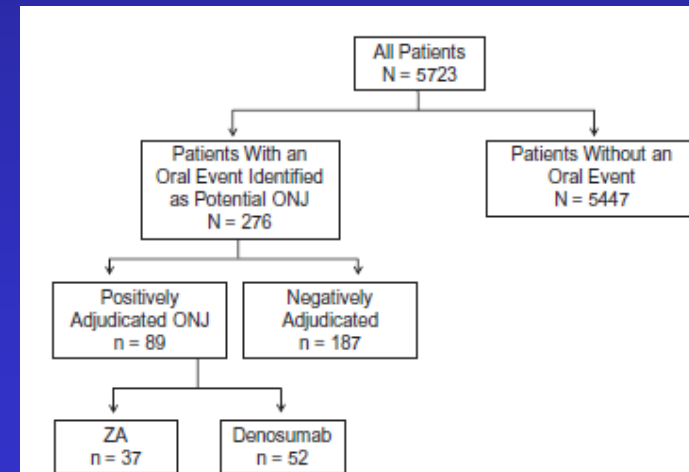 All Patients
N = 5723
Patients With an
Oral Event Identified
as Potential ONJ
N = 276
Patients Without an
Oral Event
N = 5447
Positively
Adjudicated ONJ
n = 89
Negatively
Adjudicated
n = 187
ZA
n = 37
Denosumab
n = 52